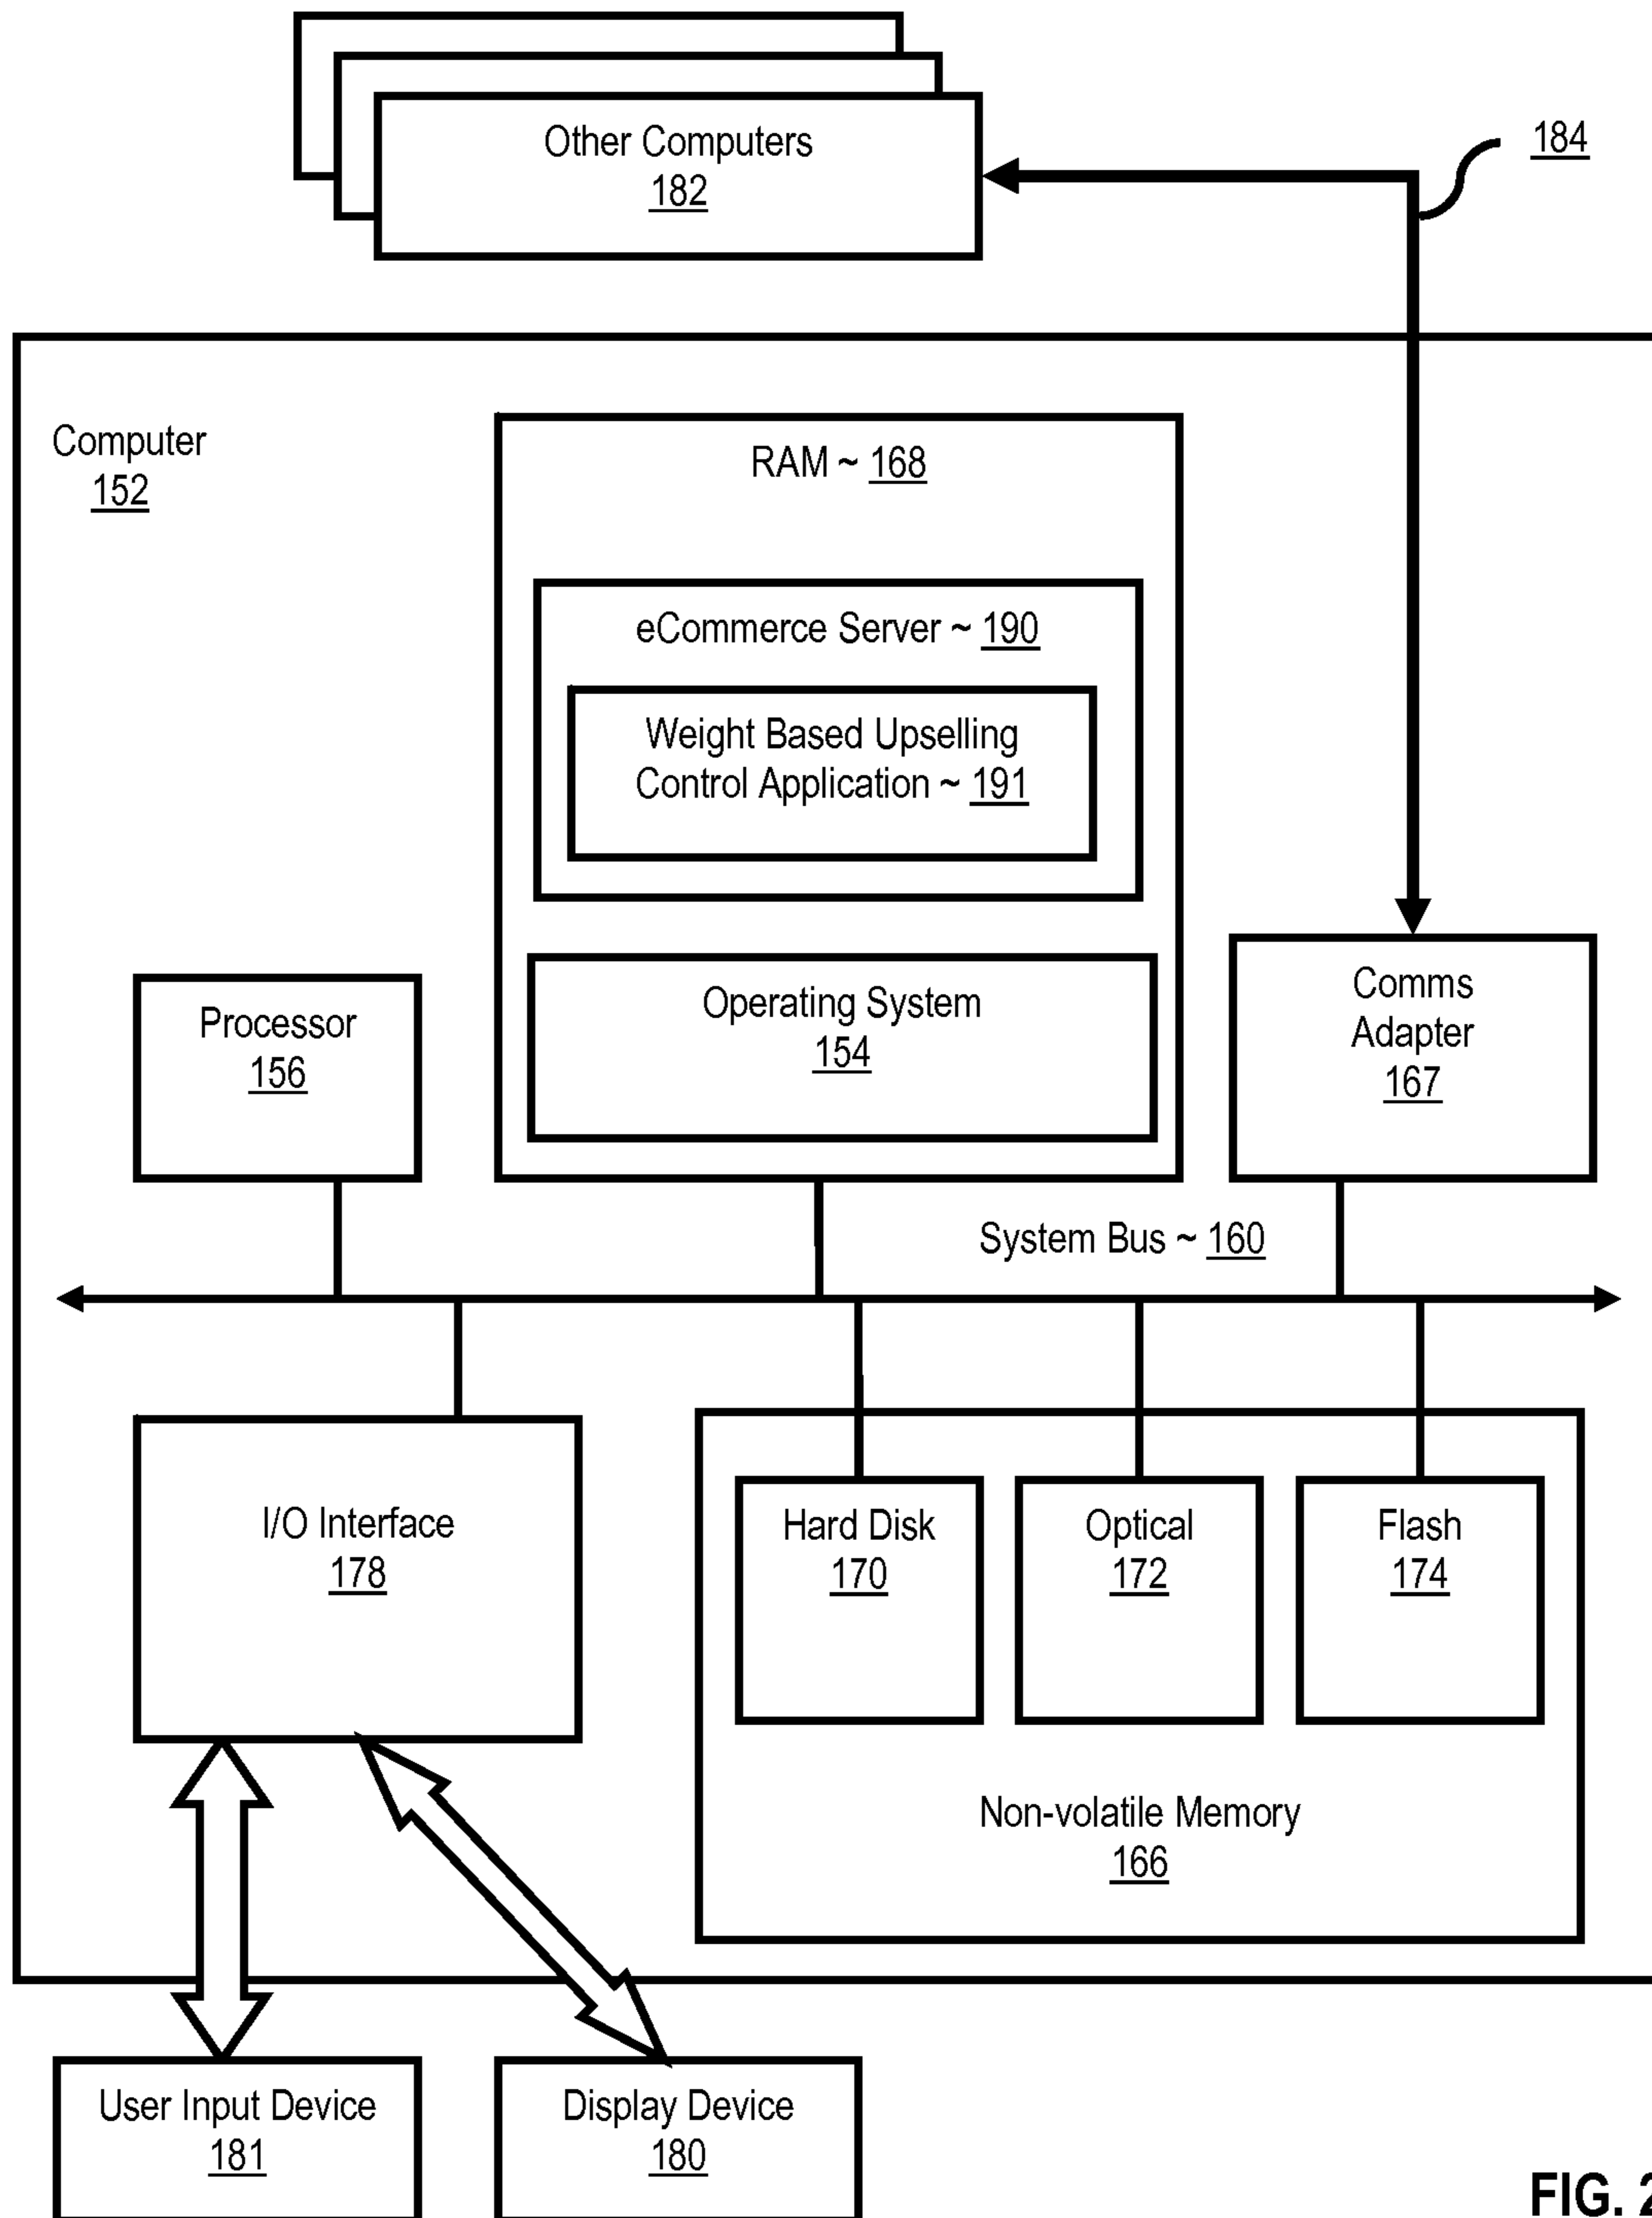 Other Computers
182
184
Computer
152
RAM ~ 168
eCommerce Server ~ 190
Weight Based Upselling
Control Application ~ 191
Operating System
154
Processor
156
Comms
Adapter
167
System Bus ~ 160
I/O Interface
178
Hard Disk
170
Optical
172
Flash
174
Non-volatile Memory
166
User Input Device
181
Display Device
180
FIG. 2